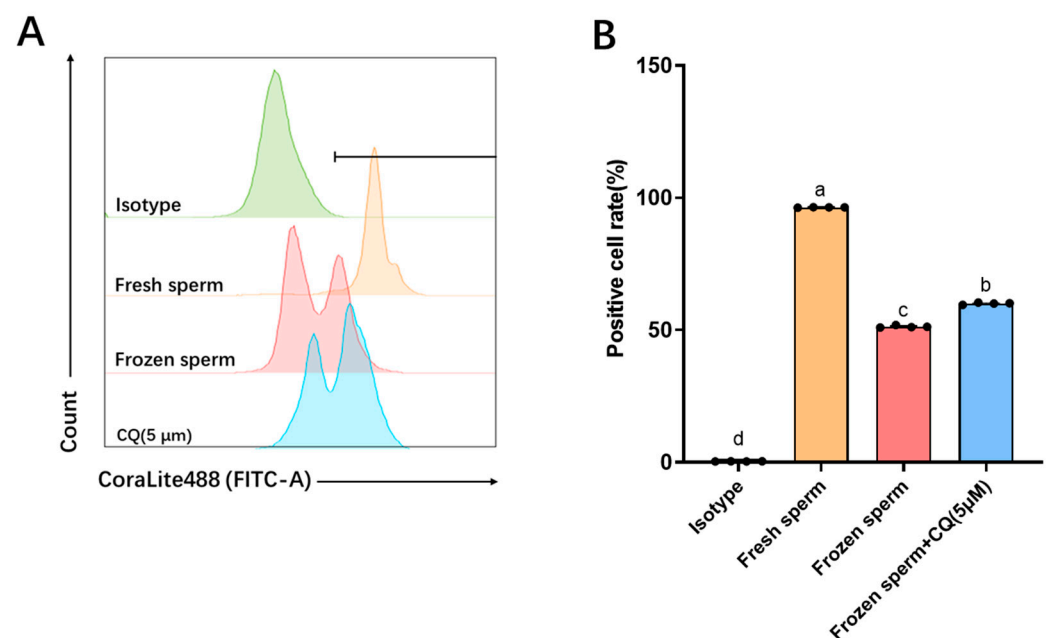 A
Isotype
Fresh sperm
Frozen sperm
CQ(5 μm)
Count
CoraLite488 (FITC-A)
B
Positive cell rate(%)
150
100
50
0
d
a
c
b
Isotype
Fresh sperm
Frozen sperm
Frozen sperm+CQ(5μM)